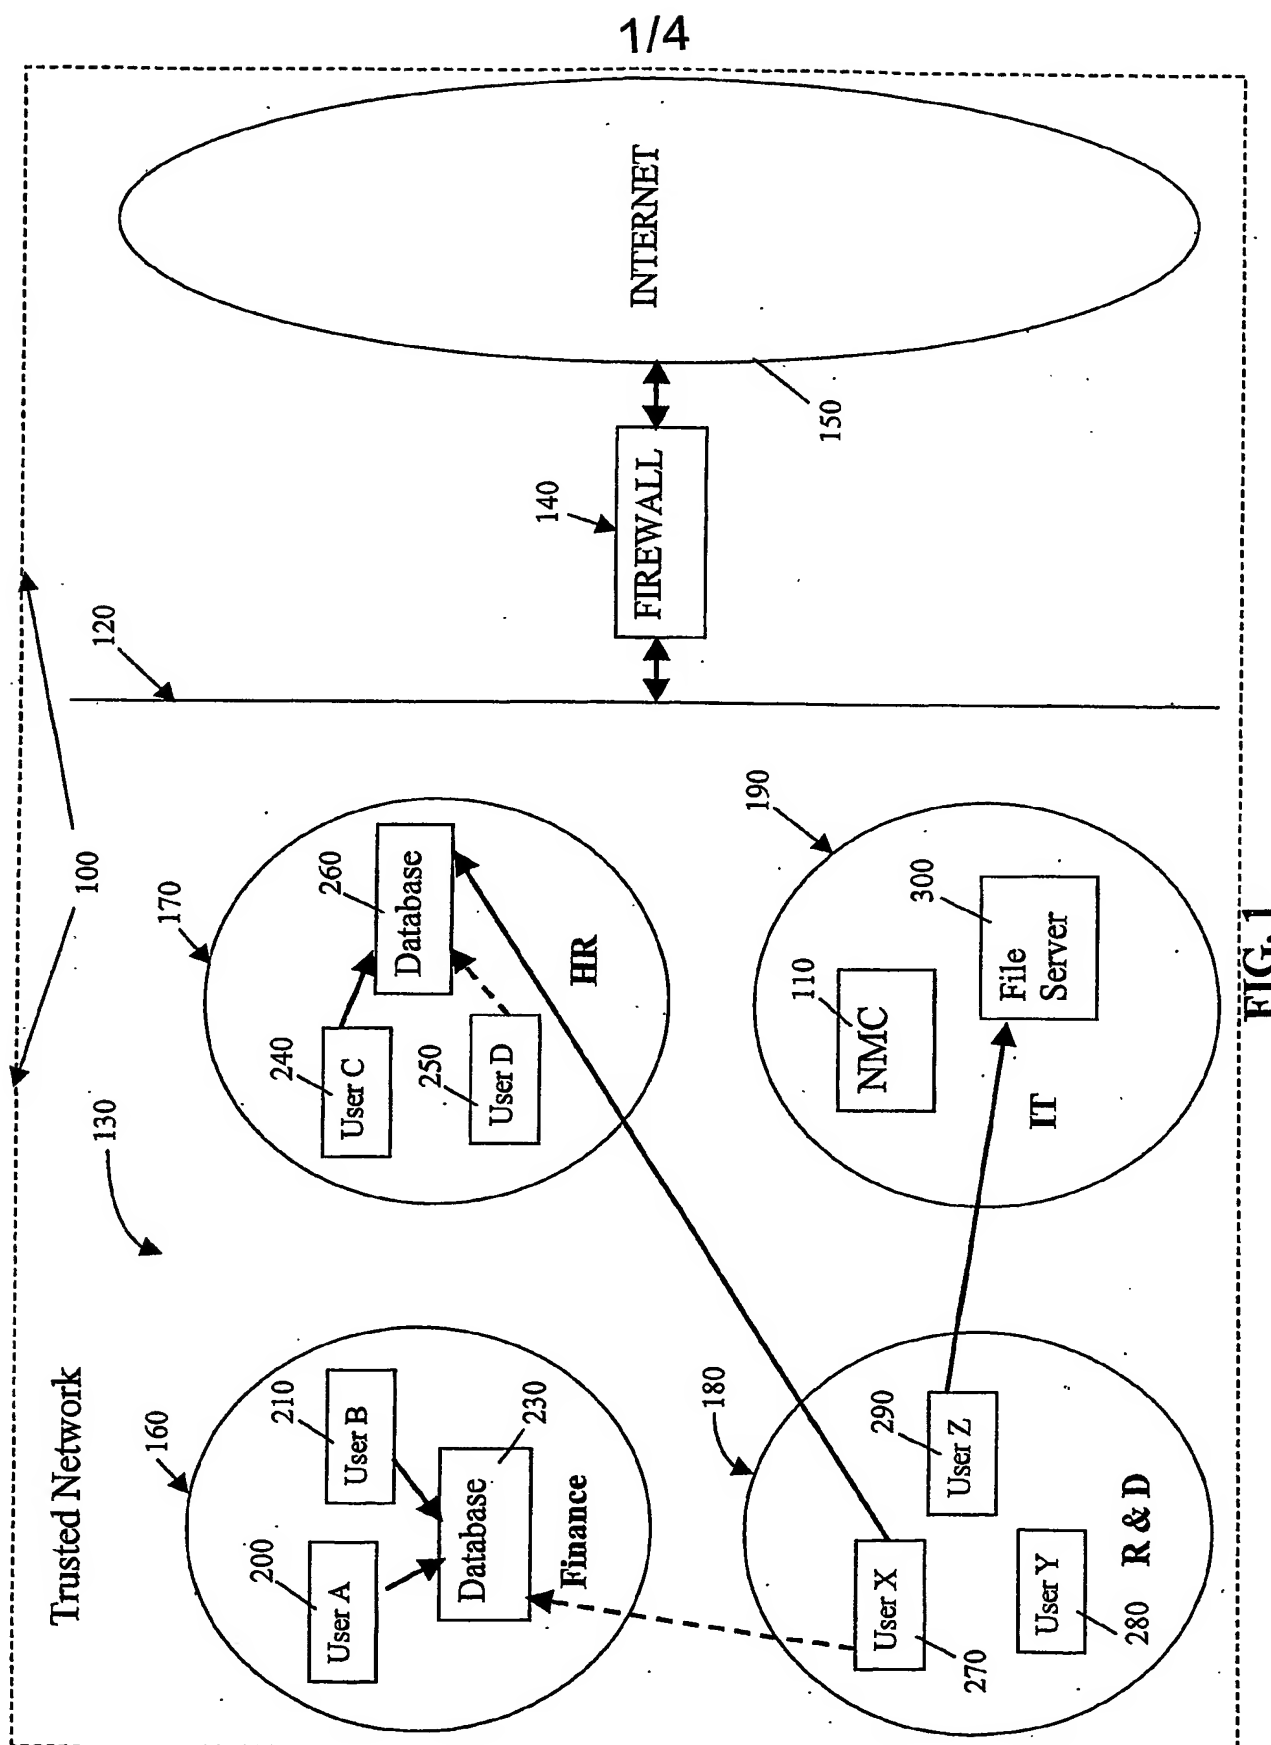 1/4
Trusted Network
130
100
120
160
200
User A
210
User B
230
Database
Finance
170
240
User C
250
User D
260
Database
HR
140
FIREWALL
INTERNET
150
180
270
User X
280
User Y
290
User Z
R & D
190
110
NMC
300
File
Server
IT
FIG. 1